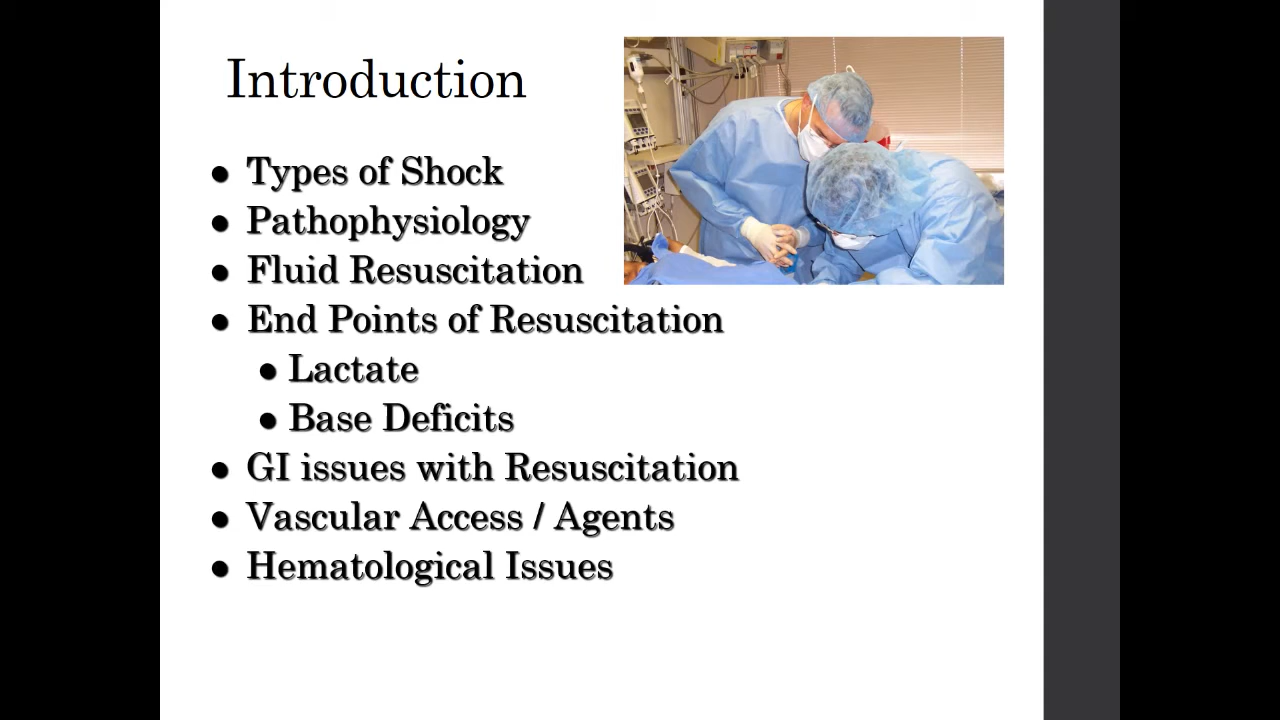 Introduction
● Types of Shock
● Pathophysiology
● Fluid Resuscitation
● End Points of Resuscitation
● Lactate
● Base Deficits
● GI issues with Resuscitation
● Vascular Access / Agents
● Hematological Issues